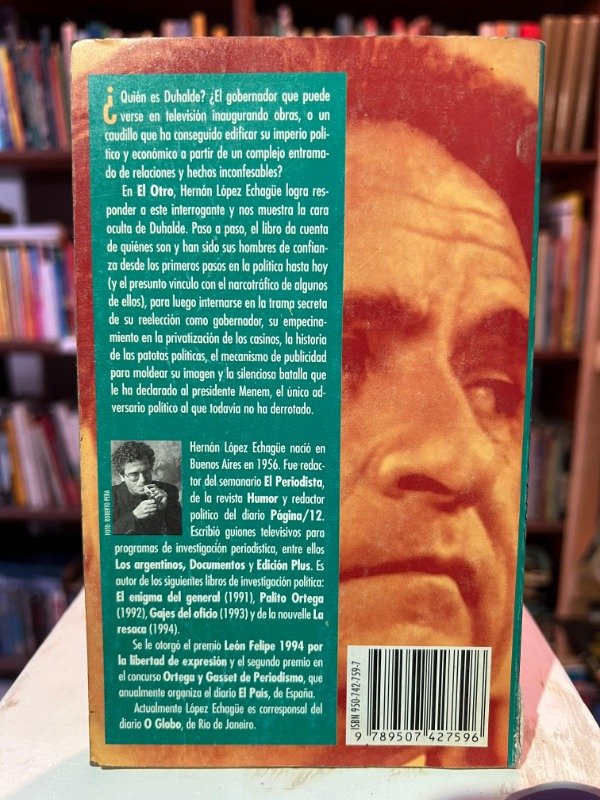 ¿Quién es Duhalde? ¿El gobernador que puede
verse en televisión inaugurando obras, o un
caudillo que ha conseguido edificar su imperio polí-
tico y económico a partir de un complejo entrama-
do de relaciones y hechos inconfesables?
En El Otro, Hernán López Echagüe logra res-
ponder a este interrogante y nos muestra la cara
oculta de Duhalde. Paso a paso, el libro da cuenta
de quiénes son y han sido sus hombres de confian-
za desde los primeros pasos en la política hasta hoy
(y el presunto vínculo con el narcotráfico de algunos
de ellos), para luego internarse en la trama secreta
de su reelección como gobernador, su empecina-
miento en la privatización de los casinos, la historia
de las patotas políticas, el mecanismo de publicidad
para moldear su imagen y la silenciosa batalla que
le ha declarado al presidente Menem, el único ad-
versario político al que todavía no ha derrotado.
Hernán López Echagüe nació en
Buenos Aires en 1956. Fue redac-
tor del semanario El Periodista,
de la revista Humor y redactor
político del diario Página/12.
Escribió guiones televisivos para
programas de investigación periodística, entre ellos
Los argentinos, Documentos y Edición Plus. Es
autor de los siguientes libros de investigación política:
El enigma del general (1991), Palito Ortega
(1992), Gajes del oficio (1993) y de la nouvelle La
resaca (1994).
Se le otorgó el premio León Felipe 1994 por
la libertad de expresión y el segundo premio en
el concurso Ortega y Gasset de Periodismo, que
anualmente organiza el diario El País, de España.
Actualmente López Echagüe es corresponsal del
diario O Globo, de Río de Janeiro.
FOTO: ROBERTO PERA
ISBN 950-742-759-7
9 789507 427596